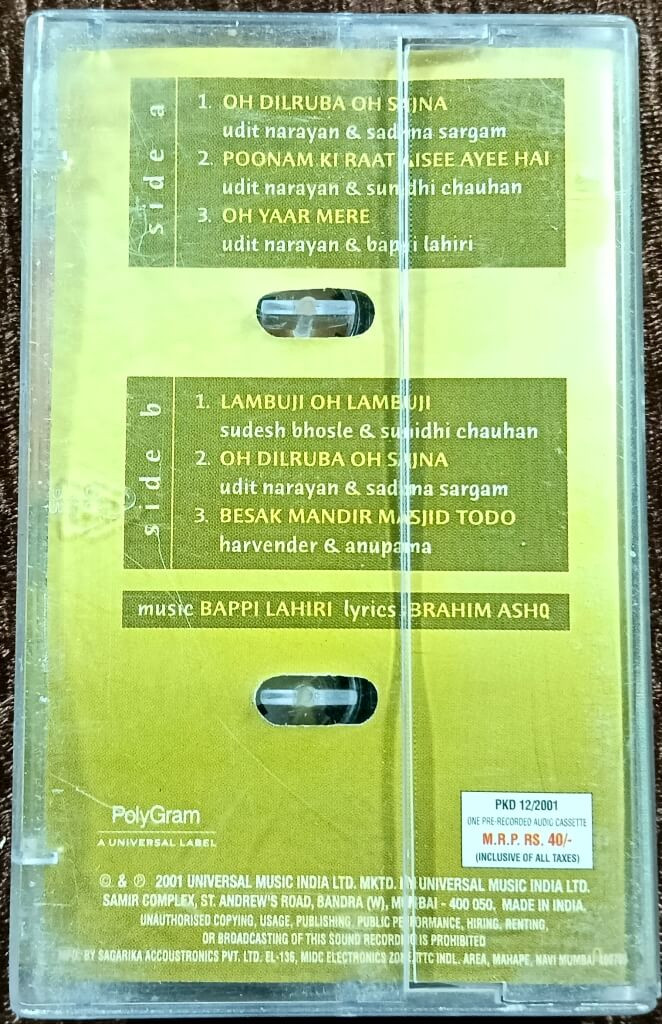 side a
1. OH DILRUBA OH SAJNA
udit narayan & sadhna sargam
2. POONAM KI RAAT AISEE AYEE HAI
udit narayan & sunidhi chauhan
3. OH YAAR MERE
udit narayan & bappi lahiri
side b
1. LAMBUJI OH LAMBUJI
sudesh bhosle & sunidhi chauhan
2. OH DILRUBA OH SAJNA
udit narayan & sadhna sargam
3. BESAK MANDIR MASJID TODO
harvender & anupama
music BAPPI LAHIRI lyrics IBRAHIM ASHQ
PolyGram
A UNIVERSAL LABEL
PKD 12/2001
ONE PRE-RECORDED AUDIO CASSETTE
M.R.P. RS. 40/-
(INCLUSIVE OF ALL TAXES)
© & ℗ 2001 UNIVERSAL MUSIC INDIA LTD. MKTD. BY UNIVERSAL MUSIC INDIA LTD.
SAMIR COMPLEX, ST. ANDREW'S ROAD, BANDRA (W), MUMBAI - 400 050. MADE IN INDIA.
UNAUTHORISED COPYING, USAGE, PUBLISHING, PUBLIC PERFORMANCE, HIRING, RENTING,
OR BROADCASTING OF THIS SOUND RECORDING IS PROHIBITED
MFG. BY SAGARIKA ACCOUSTRONICS PVT. LTD. EL-136, MIDC ELECTRONICS ZONE, TTC INDL. AREA, MAHAPE, NAVI MUMBAI